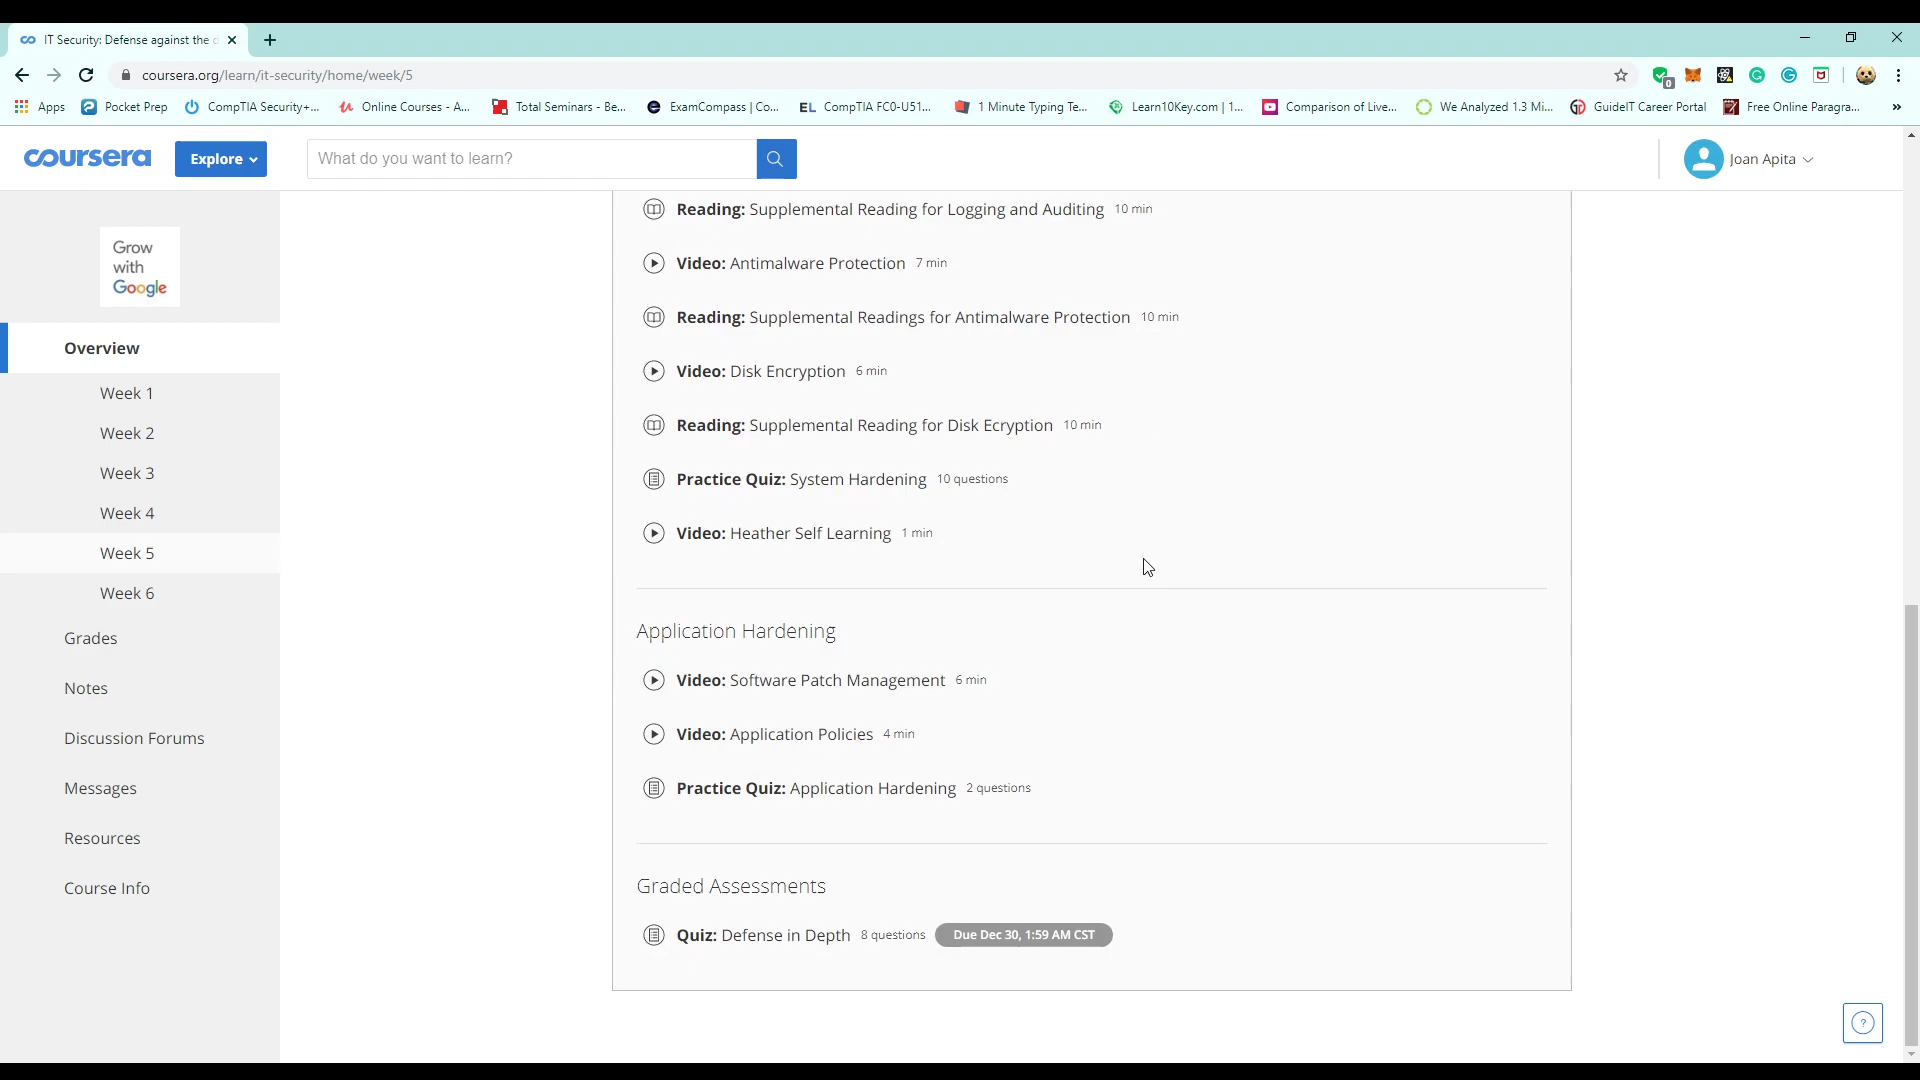 IT Security: Defense against the d
coursera.org/learn/it-security/home/week/5
0
Apps
Pocket Prep
CompTIA Security+...
Online Courses - A...
Total Seminars - Be...
ExamCompass | Co...
EL CompTIA FC0-U51...
1 Minute Typing Te...
Learn10Key.com | 1...
Comparison of Live...
We Analyzed 1.3 Mi...
GuideIT Career Portal
Free Online Paragra...
»
coursera
Explore
What do you want to learn?
Joan Apita
Grow
with
Google
Overview
Week 1
Week 2
Week 3
Week 4
Week 5
Week 6
Grades
Notes
Discussion Forums
Messages
Resources
Course Info
Reading: Supplemental Reading for Logging and Auditing 10 min
Video: Antimalware Protection 7 min
Reading: Supplemental Readings for Antimalware Protection 10 min
Video: Disk Encryption 6 min
Reading: Supplemental Reading for Disk Ecryption 10 min
Practice Quiz: System Hardening 10 questions
Video: Heather Self Learning 1 min
Application Hardening
Video: Software Patch Management 6 min
Video: Application Policies 4 min
Practice Quiz: Application Hardening 2 questions
Graded Assessments
Quiz: Defense in Depth 8 questions Due Dec 30, 1:59 AM CST
?